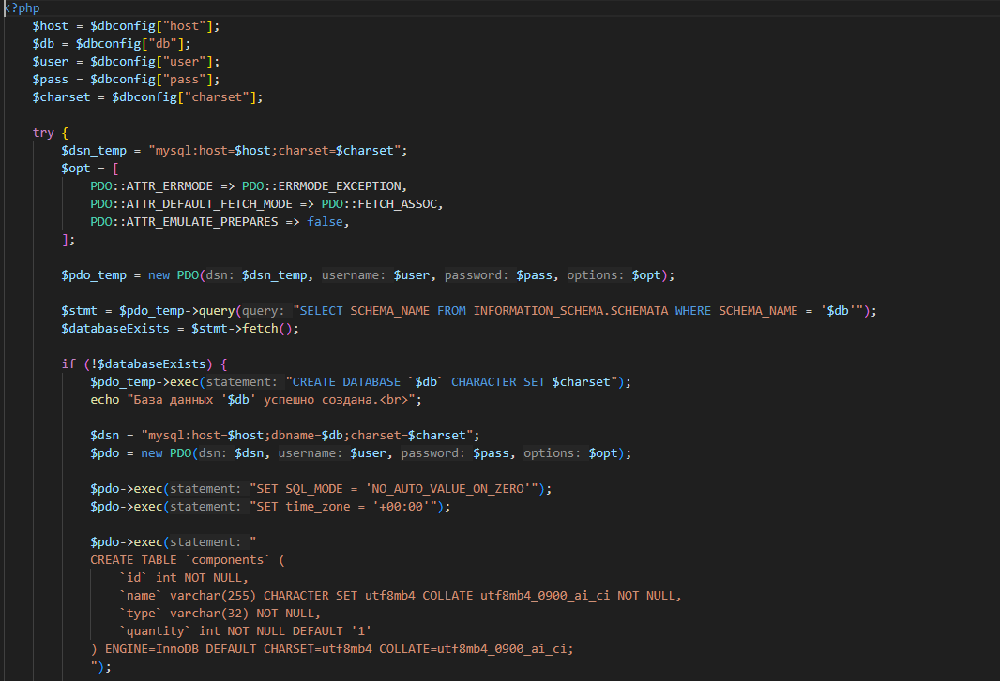 <?php
$host = $dbconfig["host"];
$db = $dbconfig["db"];
$user = $dbconfig["user"];
$pass = $dbconfig["pass"];
$charset = $dbconfig["charset"];
try {
$dsn_temp = "mysql:host=$host;charset=$charset";
$opt = [
PDO::ATTR_ERRMODE => PDO::ERRMODE_EXCEPTION,
PDO::ATTR_DEFAULT_FETCH_MODE => PDO::FETCH_ASSOC,
PDO::ATTR_EMULATE_PREPARES => false,
];
$pdo_temp = new PDO(dsn: $dsn_temp, username: $user, password: $pass, options: $opt);
$stmt = $pdo_temp->query(query: "SELECT SCHEMA_NAME FROM INFORMATION_SCHEMA.SCHEMATA WHERE SCHEMA_NAME = '$db'");
$databaseExists = $stmt->fetch();
if (!$databaseExists) {
$pdo_temp->exec(statement: "CREATE DATABASE `$db` CHARACTER SET $charset");
echo "База данных '$db' успешно создана.<br>";
$dsn = "mysql:host=$host;dbname=$db;charset=$charset";
$pdo = new PDO(dsn: $dsn, username: $user, password: $pass, options: $opt);
$pdo->exec(statement: "SET SQL_MODE = 'NO_AUTO_VALUE_ON_ZERO'");
$pdo->exec(statement: "SET time_zone = '+00:00'");
$pdo->exec(statement: "
CREATE TABLE `components` (
`id` int NOT NULL,
`name` varchar(255) CHARACTER SET utf8mb4 COLLATE utf8mb4_0900_ai_ci NOT NULL,
`type` varchar(32) NOT NULL,
`quantity` int NOT NULL DEFAULT '1'
) ENGINE=InnoDB DEFAULT CHARSET=utf8mb4 COLLATE=utf8mb4_0900_ai_ci;
");